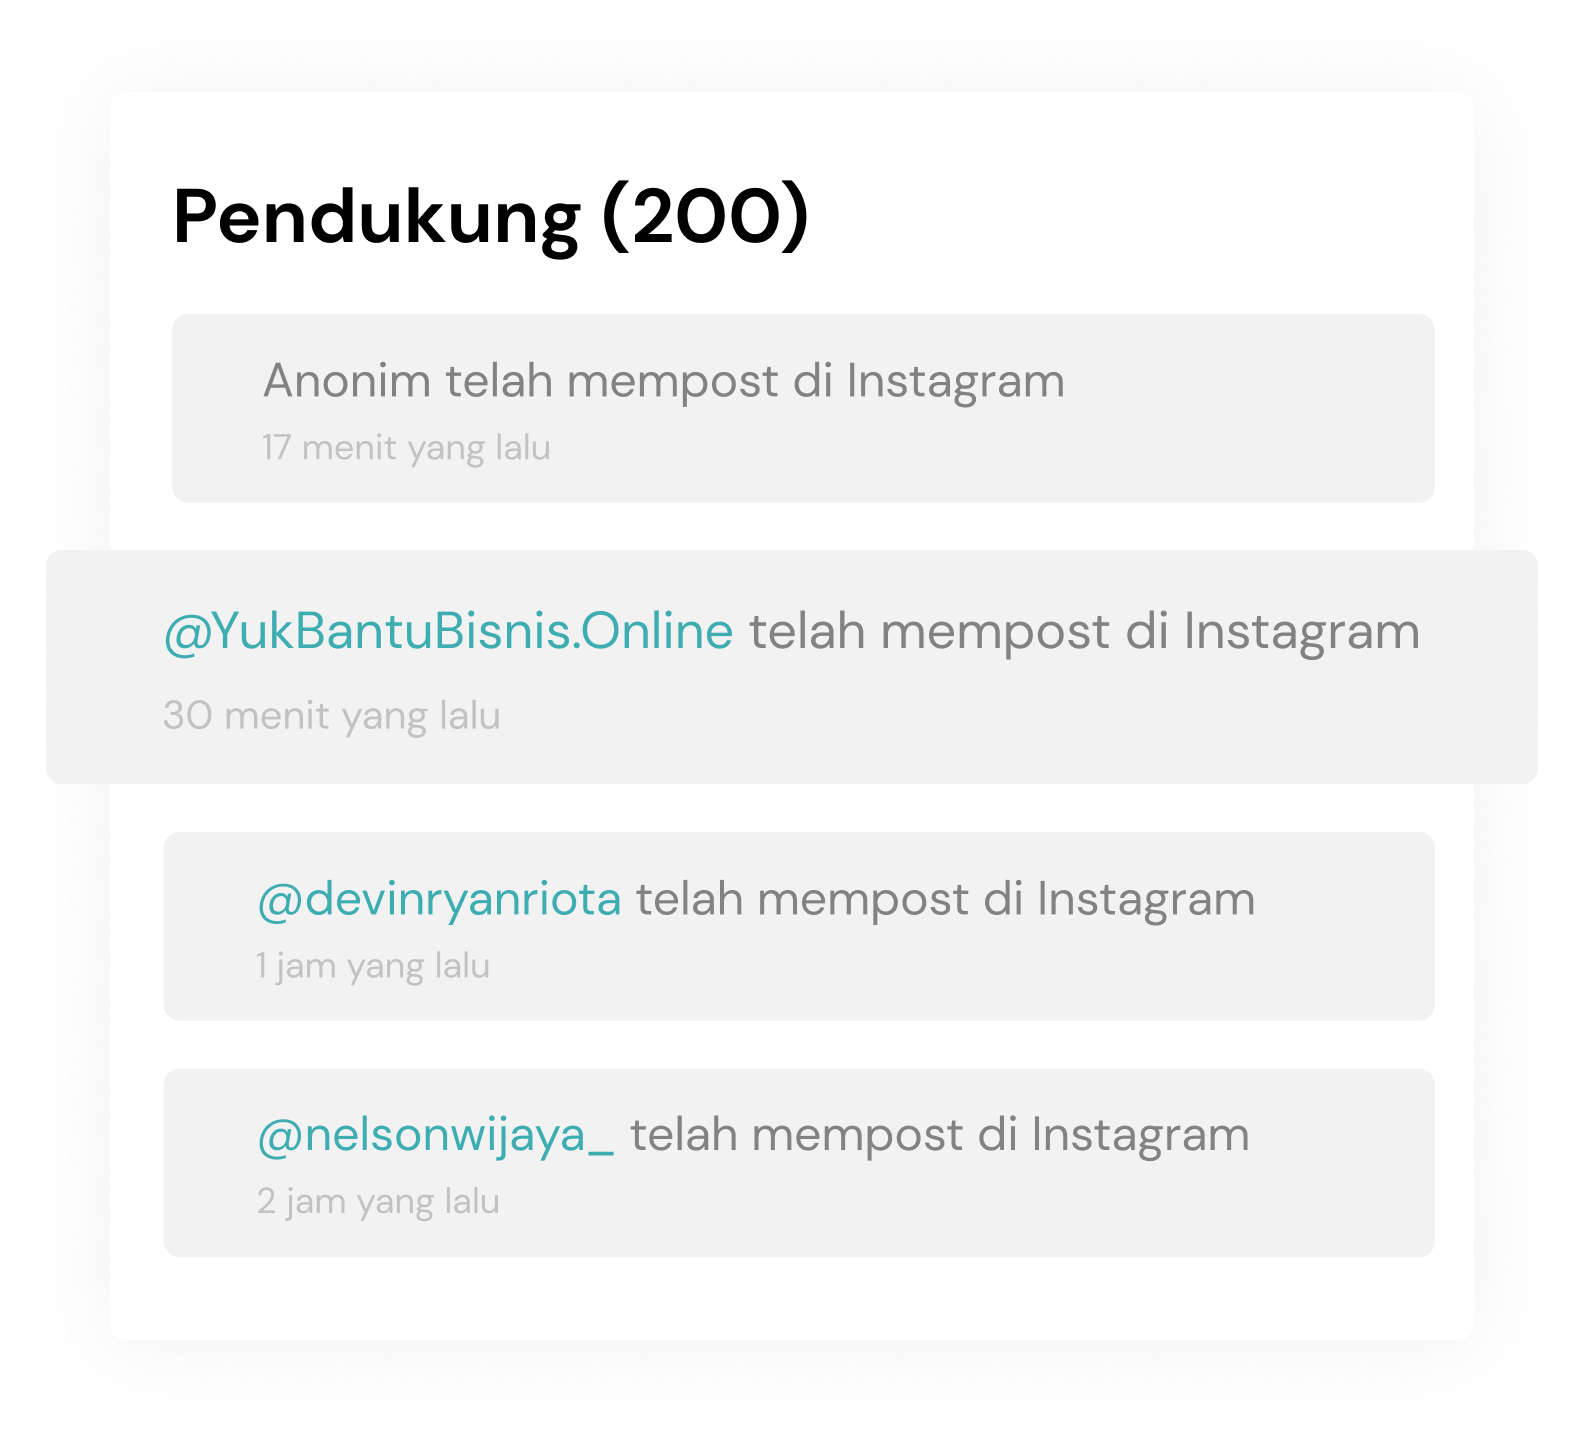 Pendukung (200)
Anonim telah mempost di Instagram
17 menit yang lalu
@YukBantuBisnis.Online telah mempost di Instagram
30 menit yang lalu
@devinryanriota telah mempost di Instagram
1 jam yang lalu
@nelsonwijaya_ telah mempost di Instagram
2 jam yang lalu